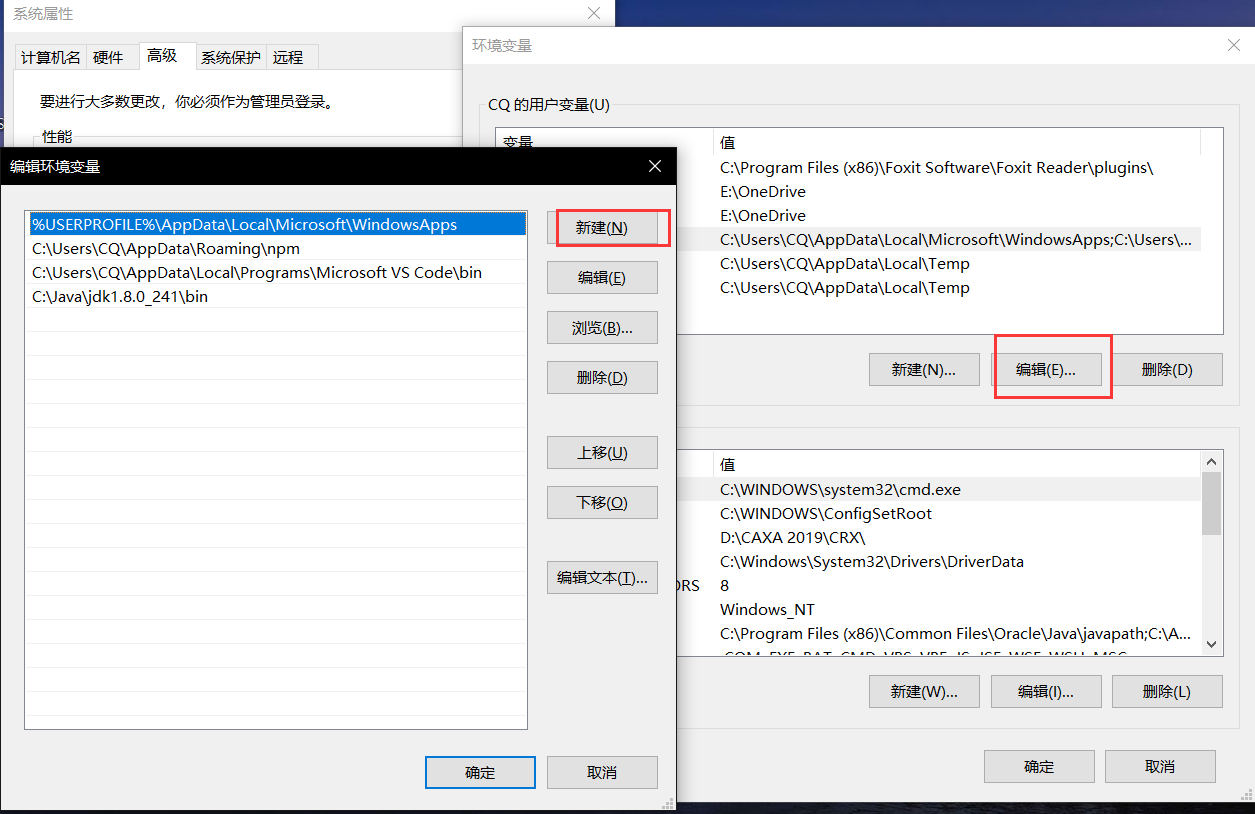 系统属性
计算机名
硬件
高级
系统保护
远程
要进行大多数更改，你必须作为管理员登录。
性能
环境变量
CQ 的用户变量(U)
变量
值
C:\Program Files (x86)\Foxit Software\Foxit Reader\plugins\
E:\OneDrive
E:\OneDrive
C:\Users\CQ\AppData\Local\Microsoft\WindowsApps;C:\Users\...
C:\Users\CQ\AppData\Local\Temp
C:\Users\CQ\AppData\Local\Temp
新建(N)...
编辑(E)...
删除(D)
值
C:\WINDOWS\system32\cmd.exe
C:\WINDOWS\ConfigSetRoot
D:\CAXA 2019\CRX\
C:\Windows\System32\Drivers\DriverData
ORS 8
Windows_NT
C:\Program Files (x86)\Common Files\Oracle\Java\javapath;C:\A...
新建(W)...
编辑(I)...
删除(L)
确定
取消
编辑环境变量
%USERPROFILE%\AppData\Local\Microsoft\WindowsApps
C:\Users\CQ\AppData\Roaming\npm
C:\Users\CQ\AppData\Local\Programs\Microsoft VS Code\bin
C:\Java\jdk1.8.0_241\bin
新建(N)
编辑(E)
浏览(B)...
删除(D)
上移(U)
下移(O)
编辑文本(T)...
确定
取消